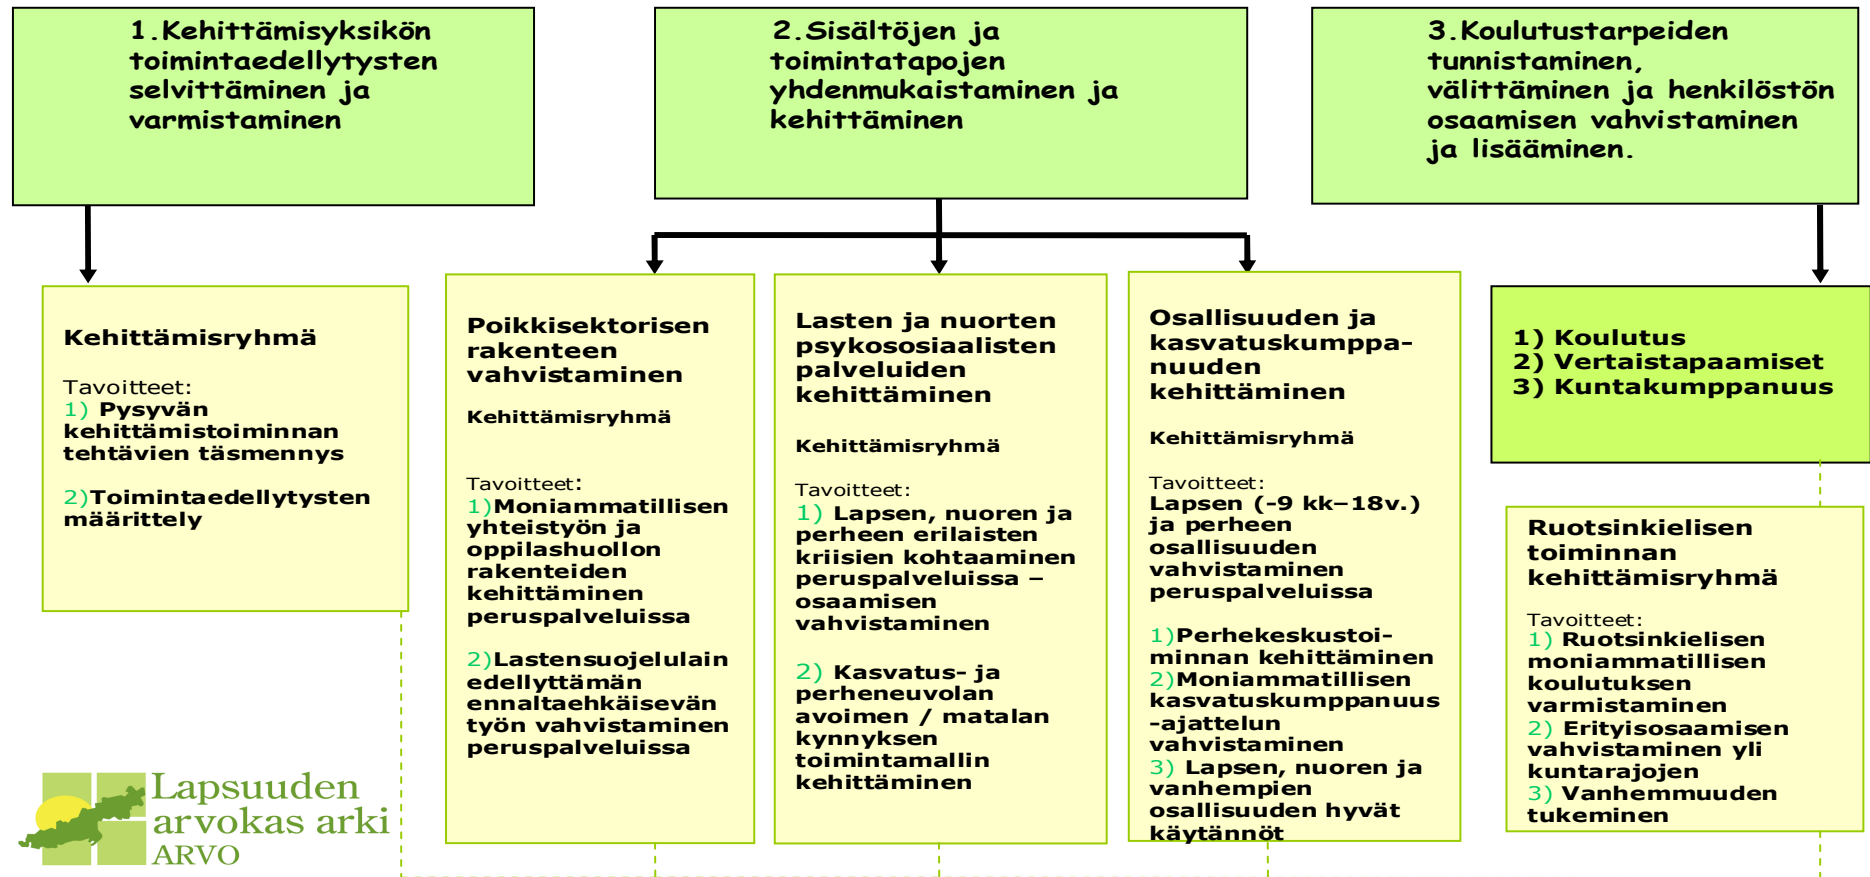 1.Kehittämisyksikön
toimintaedellytysten
selvittäminen ja
varmistaminen
2.Sisältöjen ja
toimintatapojen
yhdenmukaistaminen ja
kehittäminen
3.Koulutustarpeiden
tunnistaminen,
välittäminen ja henkilöstön
osaamisen vahvistaminen
ja lisääminen.
Kehittämisryhmä
Tavoitteet:
1) Pysyvän
kehittämistoiminnan
tehtävien täsmennys
2)Toimintaedellytysten
määrittely
Poikkisektorisen
rakenteen
vahvistaminen
Kehittämisryhmä
Tavoitteet:
1)Moniammatillisen
yhteistyön ja
oppilashuollon
rakenteiden
kehittäminen
peruspalveluissa
2)Lastensuojelulain
edellyttämän
ennaltaehkäisevän
työn vahvistaminen
peruspalveluissa
Lasten ja nuorten
psykososiaalisten
palveluiden
kehittäminen
Kehittämisryhmä
Tavoitteet:
1) Lapsen, nuoren ja
perheen erilaisten
kriisien kohtaaminen
peruspalveluissa –
osaamisen
vahvistaminen
2) Kasvatus- ja
perheneuvolan
avoimen / matalan
kynnyksen
toimintamallin
kehittäminen
Osallisuuden ja
kasvatuskumppa-
nuuden
kehittäminen
Kehittämisryhmä
Tavoitteet:
Lapsen (-9 kk–18v.)
ja perheen
osallisuuden
vahvistaminen
peruspalveluissa
1)Perhekeskustoi-
minnan kehittäminen
2)Moniammatillisen
kasvatuskumppanuus
-ajattelun
vahvistaminen
3) Lapsen, nuoren ja
vanhempien
osallisuuden hyvät
käytännöt
1) Koulutus
2) Vertaistapaamiset
3) Kuntakumppanuus
Ruotsinkielisen
toiminnan
kehittämisryhmä
Tavoitteet:
1) Ruotsinkielisen
moniammatillisen
koulutuksen
varmistaminen
2) Erityisosaamisen
vahvistaminen yli
kuntarajojen
3) Vanhemmuuden
tukeminen
Lapsuuden
arvokas arki
ARVO